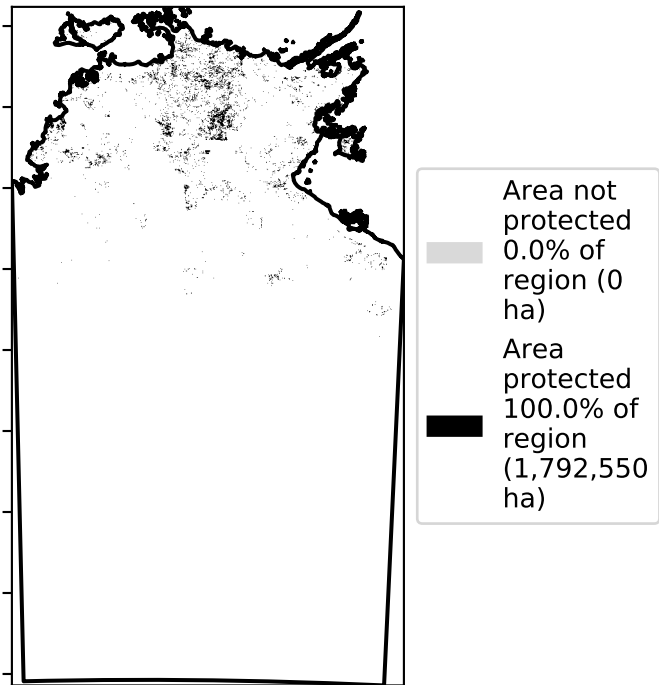 Area not
protected
0.0% of
region (0
ha)
Area
protected
100.0% of
region
(1,792,550
ha)